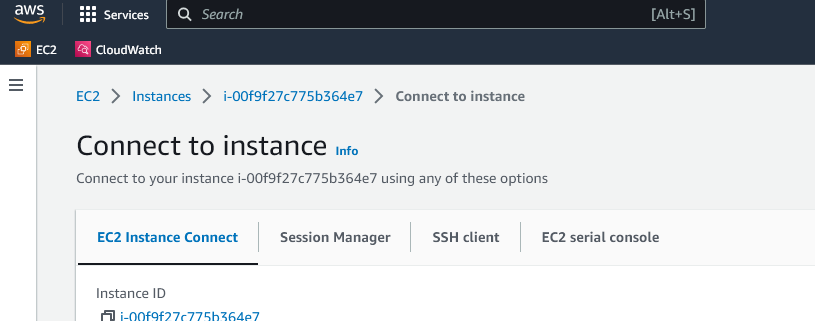 aws Services Search [Alt+S]
EC2 CloudWatch
EC2 > Instances > i-00f9f27c775b364e7 > Connect to instance
Connect to instance Info
Connect to your instance i-00f9f27c775b364e7 using any of these options
EC2 Instance Connect Session Manager SSH client EC2 serial console
Instance ID
i-00f9f27c775b364e7